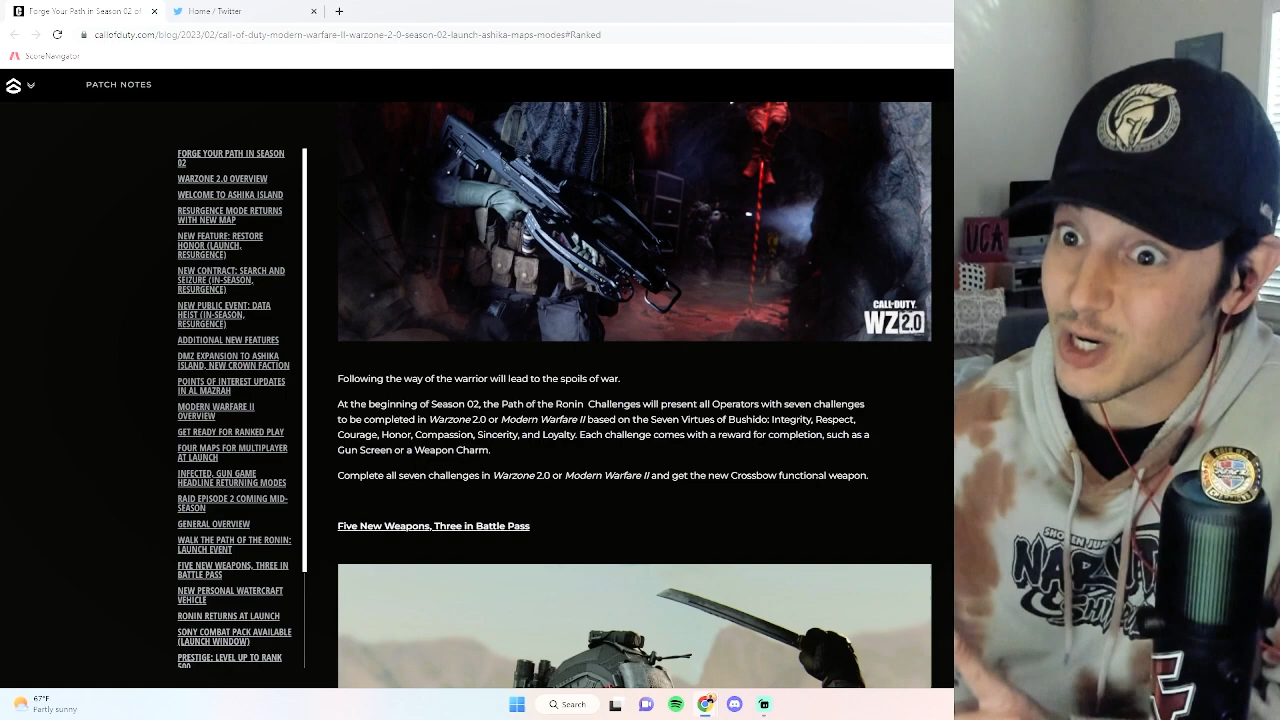 Forge Your Path in Season 02 of
Home / Twitter
callofduty.com/blog/2023/02/call-of-duty-modern-warfare-II-warzone-2-0-season-02-launch-ashika-maps-modes#Ranked
ScoreNavigator
PATCH NOTES
FORGE YOUR PATH IN SEASON
02
WARZONE 2.0 OVERVIEW
WELCOME TO ASHIKA ISLAND
RESURGENCE MODE RETURNS
WITH NEW MAP
NEW FEATURE: RESTORE
HONOR (LAUNCH,
RESURGENCE)
NEW CONTRACT: SEARCH AND
SEIZURE (IN-SEASON,
RESURGENCE)
NEW PUBLIC EVENT: DATA
HEIST (IN-SEASON,
RESURGENCE)
ADDITIONAL NEW FEATURES
DMZ EXPANSION TO ASHIKA
ISLAND, NEW CROWN FACTION
POINTS OF INTEREST UPDATES
IN AL MAZRAH
MODERN WARFARE II
OVERVIEW
GET READY FOR RANKED PLAY
FOUR MAPS FOR MULTIPLAYER
AT LAUNCH
INFECTED, GUN GAME
HEADLINE RETURNING MODES
RAID EPISODE 2 COMING MID-
SEASON
GENERAL OVERVIEW
WALK THE PATH OF THE RONIN:
LAUNCH EVENT
FIVE NEW WEAPONS, THREE IN
BATTLE PASS
NEW PERSONAL WATERCRAFT
VEHICLE
RONIN RETURNS AT LAUNCH
SONY COMBAT PACK AVAILABLE
(LAUNCH WINDOW)
PRESTIGE: LEVEL UP TO RANK
500
CALL OF DUTY.
WZ 2.0
Following the way of the warrior will lead to the spoils of war.
At the beginning of Season 02, the Path of the Ronin Challenges will present all Operators with seven challenges
to be completed in Warzone 2.0 or Modern Warfare II based on the Seven Virtues of Bushido: Integrity, Respect,
Courage, Honor, Compassion, Sincerity, and Loyalty. Each challenge comes with a reward for completion, such as a
Gun Screen or a Weapon Charm.
Complete all seven challenges in Warzone 2.0 or Modern Warfare II and get the new Crossbow functional weapon.
Five New Weapons, Three in Battle Pass
67°F
Partly sunny
Search
UCA
SHONEN JUMP